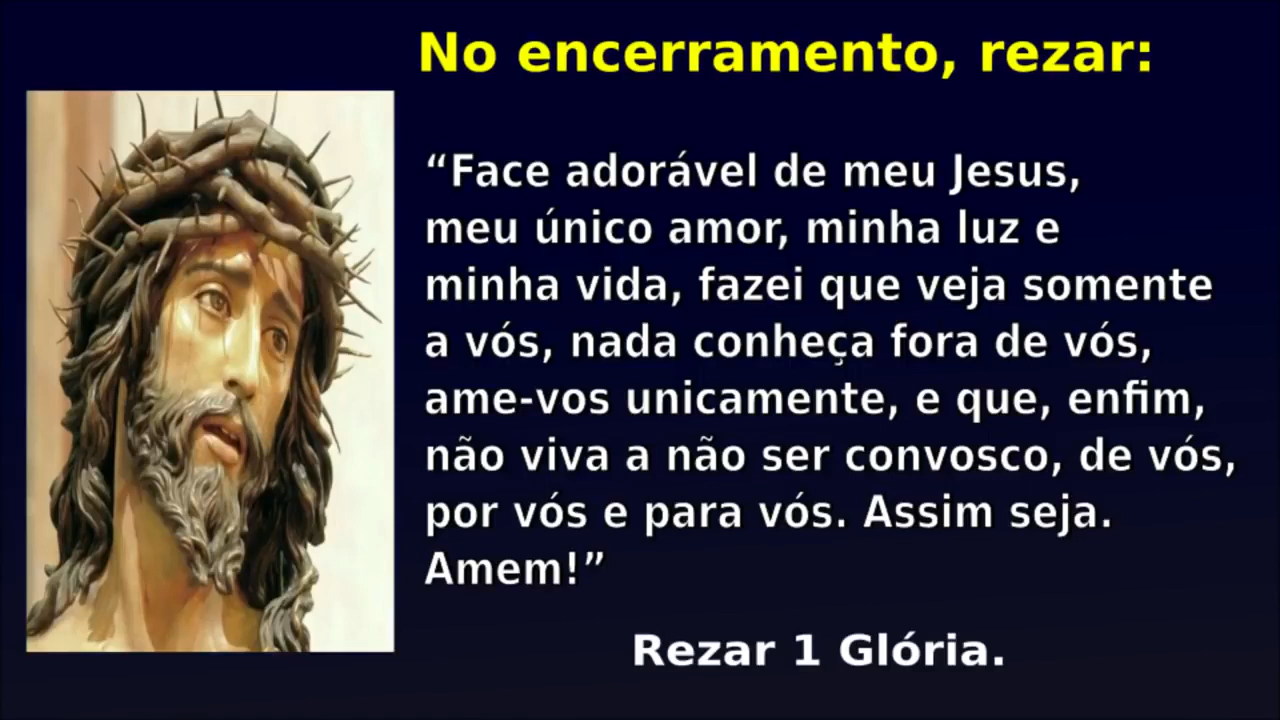 No encerramento, rezar:
“Face adorável de meu Jesus,
meu único amor, minha luz e
minha vida, fazei que veja somente
a vós, nada conheça fora de vós,
ame-vos unicamente, e que, enfim,
não viva a não ser convosco, de vós,
por vós e para vós. Assim seja.
Amem!”
Rezar 1 Glória.